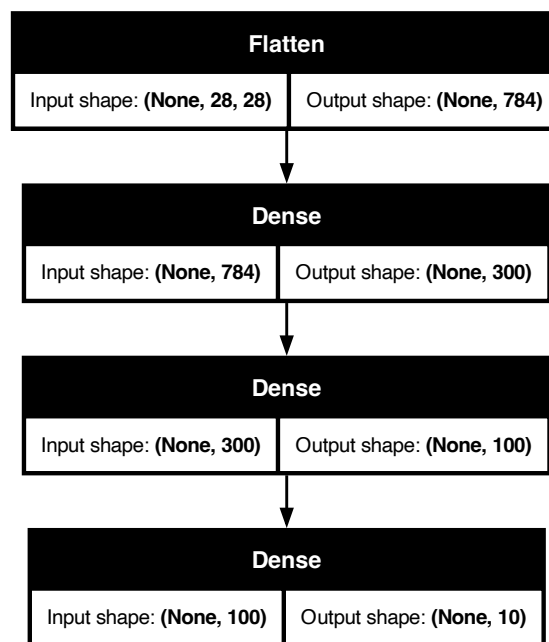 Flatten
Input shape: (None, 28, 28) Output shape: (None, 784)
Dense
Input shape: (None, 784) Output shape: (None, 300)
Dense
Input shape: (None, 300) Output shape: (None, 100)
Dense
Input shape: (None, 100) Output shape: (None, 10)